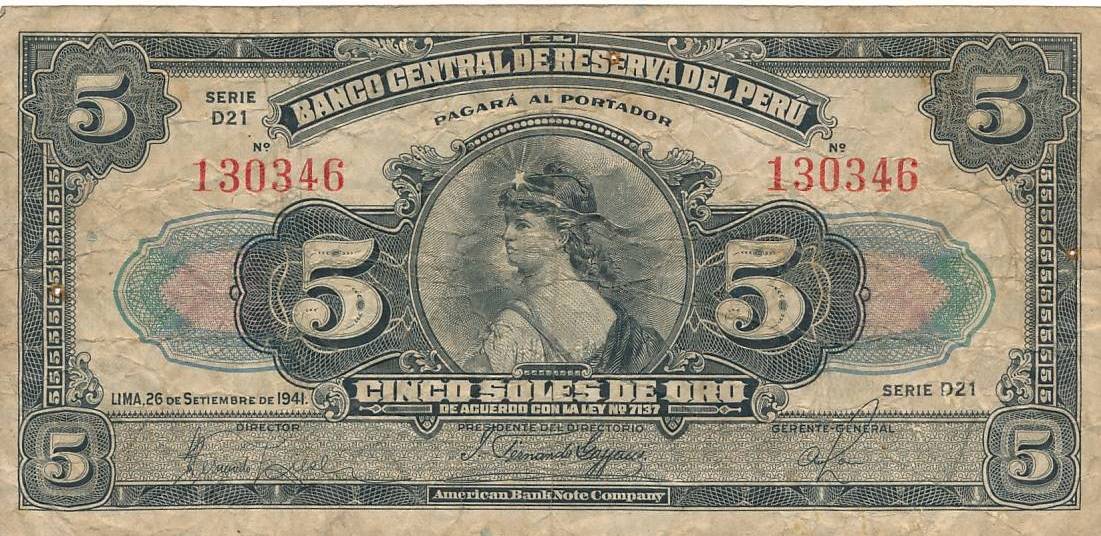 EL
BANCO CENTRAL DE RESERVA DEL PERÚ
PAGARÁ AL PORTADOR
SERIE
D21
Nº
130346
Nº
130346
5
5
5
5
CINCO SOLES DE ORO
DE ACUERDO CON LA LEY Nº 7137
LIMA, 26 DE SETIEMBRE DE 1941.
SERIE D21
DIRECTOR
PRESIDENTE DEL DIRECTORIO
GERENTE-GENERAL
5
5
American Bank Note Company